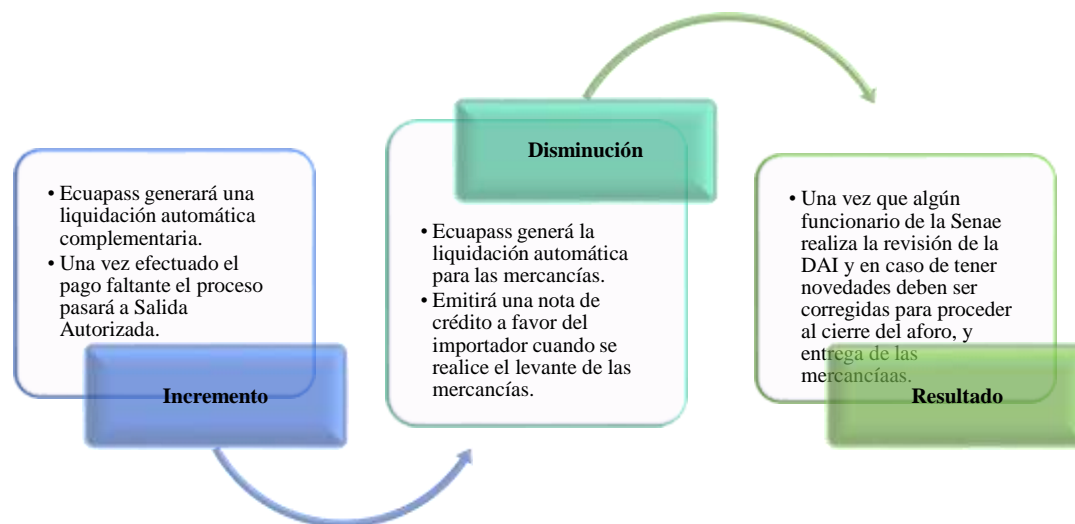 • Ecuapass generará una
liquidación automática
complementaria.
• Una vez efectuado el
pago faltante el proceso
pasará a Salida
Autorizada.
Incremento
Disminución
• Ecuapass generá la
liquidación automática
para las mercancías.
• Emitirá una nota de
crédito a favor del
importador cuando se
realice el levante de las
mercancías.
• Una vez que algún
funcionario de la Senae
realiza la revisión de la
DAI y en caso de tener
novedades deben ser
corregidas para proceder
al cierre del aforo, y
entrega de las
mercancíaas.
Resultado